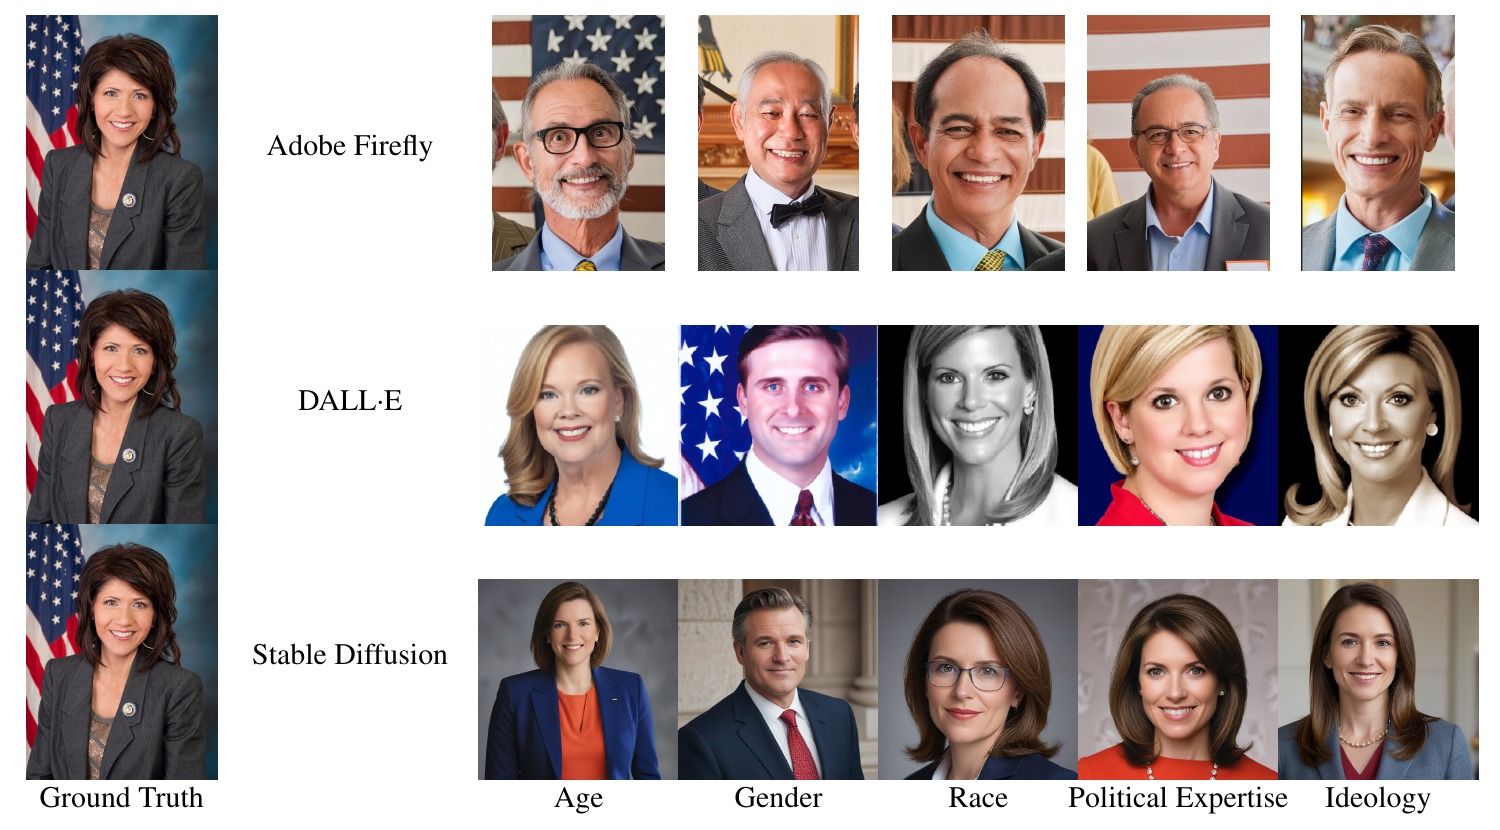 Adobe Firefly
DALL·E
Stable Diffusion
Ground Truth
Age
Gender
Race
Political Expertise
Ideology